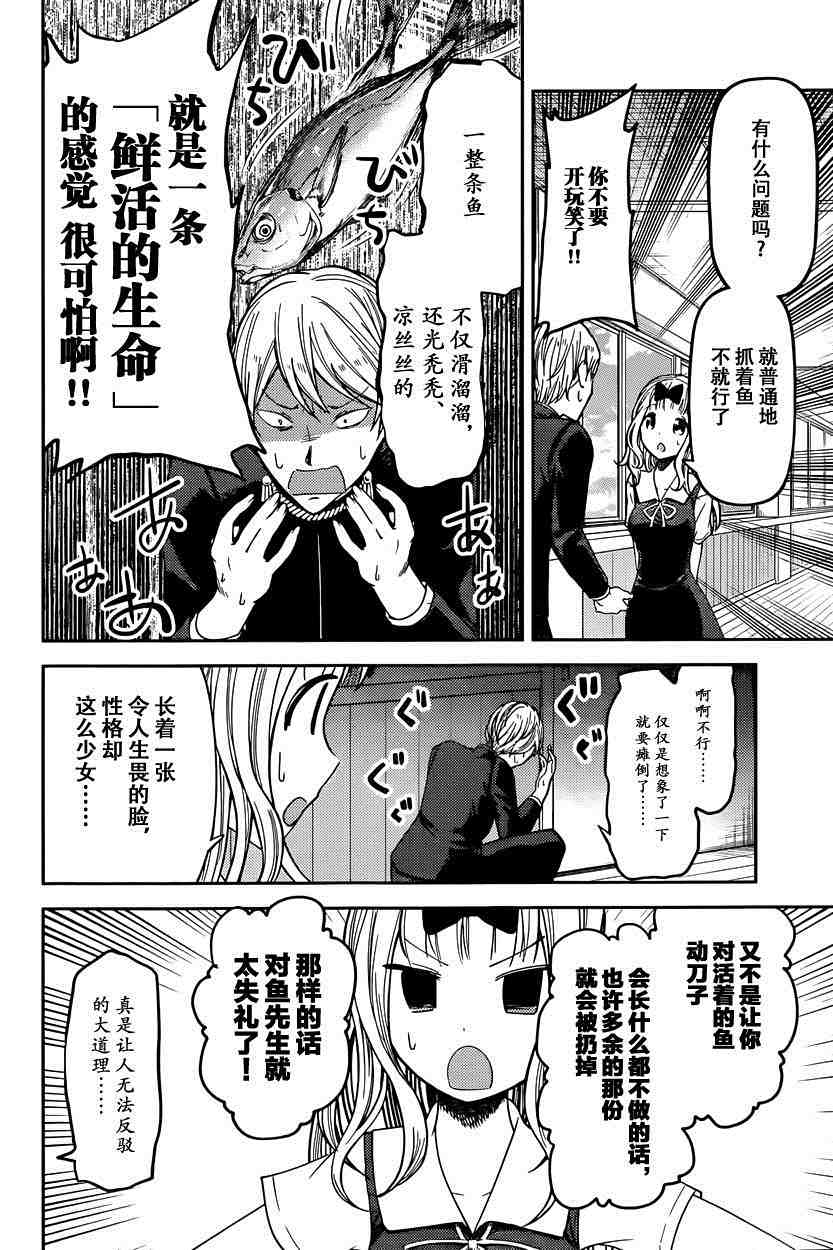 有什么问题吗?
就普通地
抓着鱼
不就行了
你不要
开玩笑了!!
一整条鱼
不仅滑溜溜,
还光秃秃、
凉丝丝的
就是一条
「鲜活的生命」
的感觉 很可怕啊!!
びち
びち
あぁ
あぁ
あぁ
あぁ
啊啊不行……
仅仅是想象了一下
就要瘫倒了……
长着一张
令人生畏的脸,
性格却
这么少女
……
又不是让你
对活着的鱼
动刀子
会长什么都不做的话,
也许多余的那份
就会被扔掉
那样的话
对鱼先生就
太失礼了!
真是让人无法反驳
的大道理……